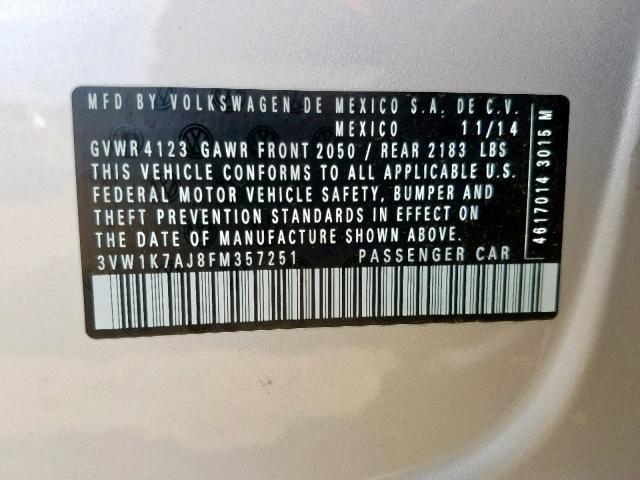 MFD BY VOLKSWAGEN DE MEXICO S.A. DE C.V.
MEXICO 11/14
GVWR 4123 GAWR FRONT 2050 / REAR 2183 LBS
THIS VEHICLE CONFORMS TO ALL APPLICABLE U.S.
FEDERAL MOTOR VEHICLE SAFETY, BUMPER AND
THEFT PREVENTION STANDARDS IN EFFECT ON
THE DATE OF MANUFACTURE SHOWN ABOVE.
3VW1K7AJ8FM357251 PASSENGER CAR
4617014 3015 M